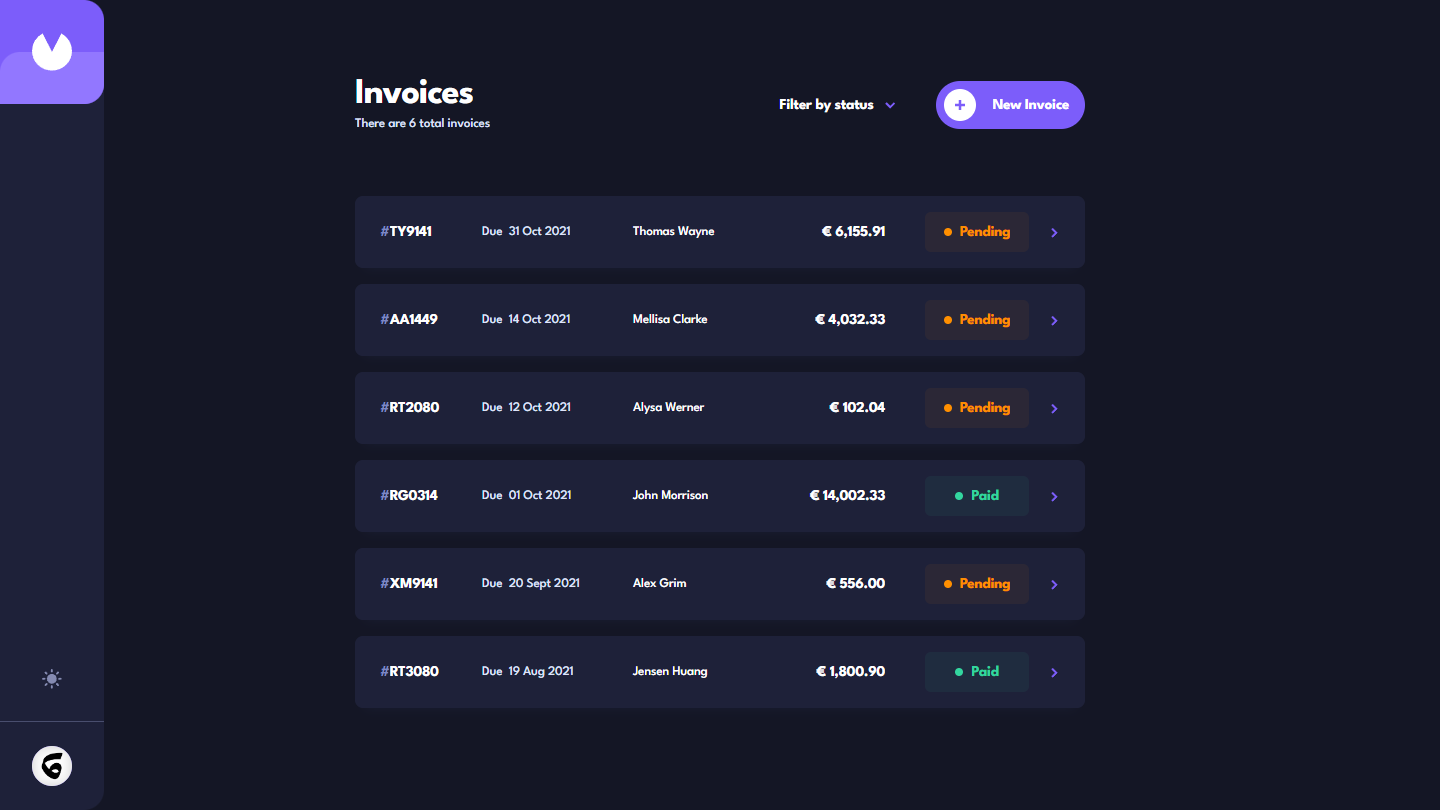 Invoices
There are 6 total invoices
Filter by status
New Invoice
#TY9141 Due 31 Oct 2021 Thomas Wayne € 6,155.91 Pending
#AA1449 Due 14 Oct 2021 Mellisa Clarke € 4,032.33 Pending
#RT2080 Due 12 Oct 2021 Alysa Werner € 102.04 Pending
#RG0314 Due 01 Oct 2021 John Morrison € 14,002.33 Paid
#XM9141 Due 20 Sept 2021 Alex Grim € 556.00 Pending
#RT3080 Due 19 Aug 2021 Jensen Huang € 1,800.90 Paid